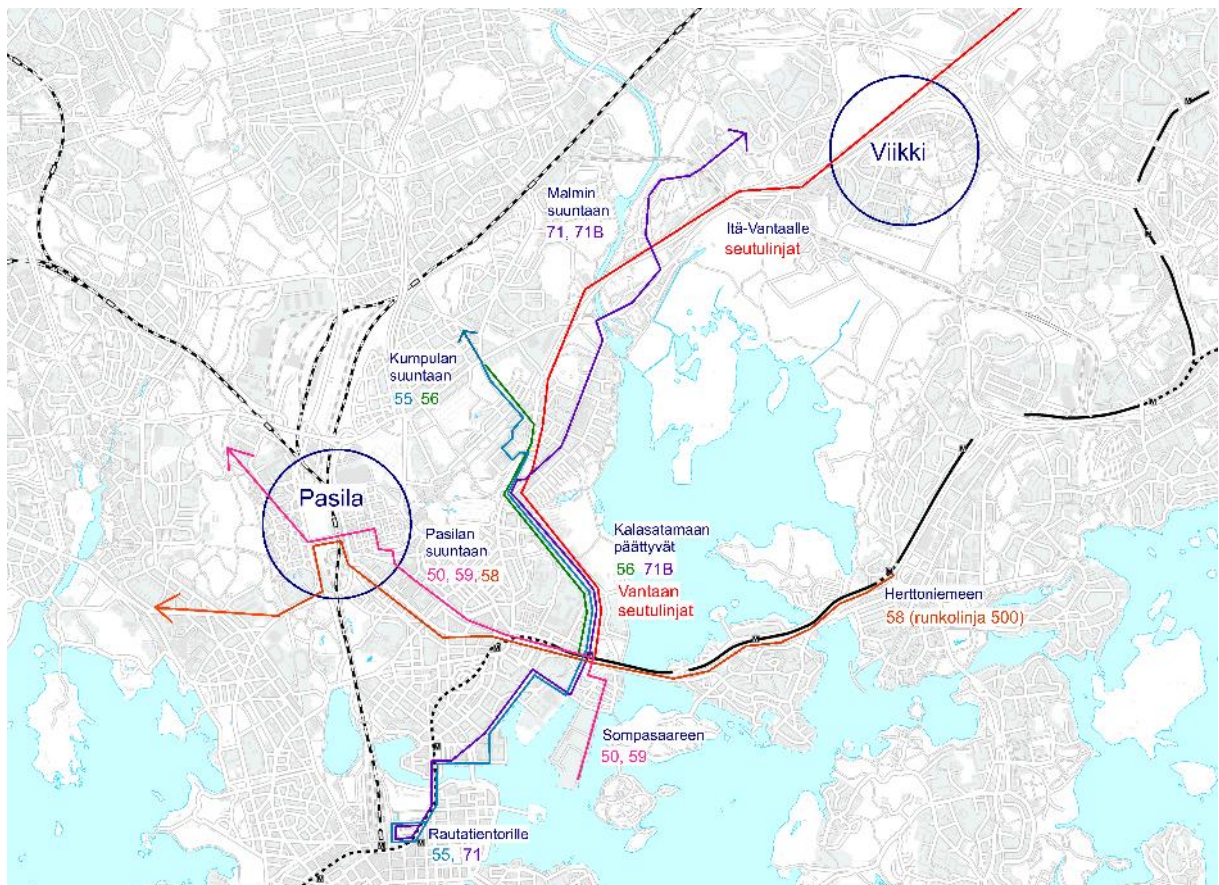 Viikki
Malmin
suuntaan
71, 71B
Itä-Vantaalle
seutulinjat
Kumpulan
suuntaan
55, 56
Pasila
Pasilan
suuntaan
50, 59, 58
Kalasatamaan
päättyvät
56 71B
Vantaan
seutulinjat
Herttoniemeen
58 (runkolinja 500)
Sompasaareen
50, 59
Rautatientorille
55, 71